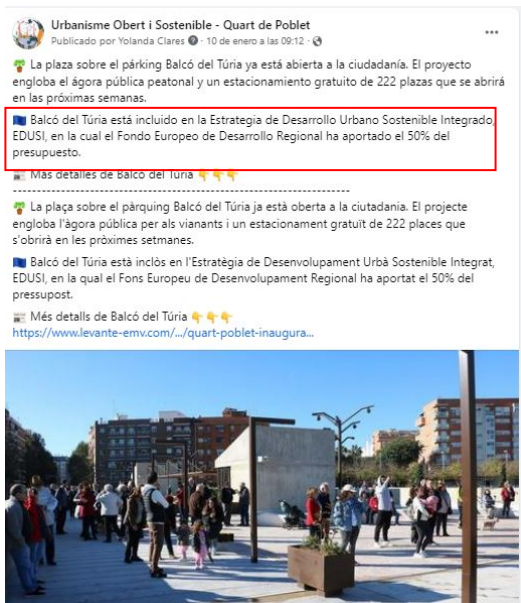 Urbanisme Obert i Sostenible - Quart de Poblet
Publicado por Yolanda Clares · 10 de enero a las 09:12 ·
La plaza sobre el párking Balcó del Túria ya está abierta a la ciudadanía. El proyecto
engloba el ágora pública peatonal y un estacionamiento gratuito de 222 plazas que se abrirá
en las próximas semanas.
Balcó del Túria está incluido en la Estrategia de Desarrollo Urbano Sostenible Integrado,
EDUSI, en la cual el Fondo Europeo de Desarrollo Regional ha aportado el 50% del
presupuesto.
Más detalles de Balcó del Túria
----------------------------------------------------------------------
La plaça sobre el pàrquing Balcó del Túria ja està oberta a la ciutadania. El projecte
engloba l'àgora pública per als vianants i un estacionament gratuït de 222 places que
s'obrirà en les pròximes setmanes.
Balcó del Túria està inclòs en l'Estratègia de Desenvolupament Urbà Sostenible Integrat,
EDUSI, en la qual el Fons Europeu de Desenvolupament Regional ha aportat el 50% del
pressupost.
Més detalls de Balcó del Túria
https://www.levante-emv.com/.../quart-poblet-inaugura...